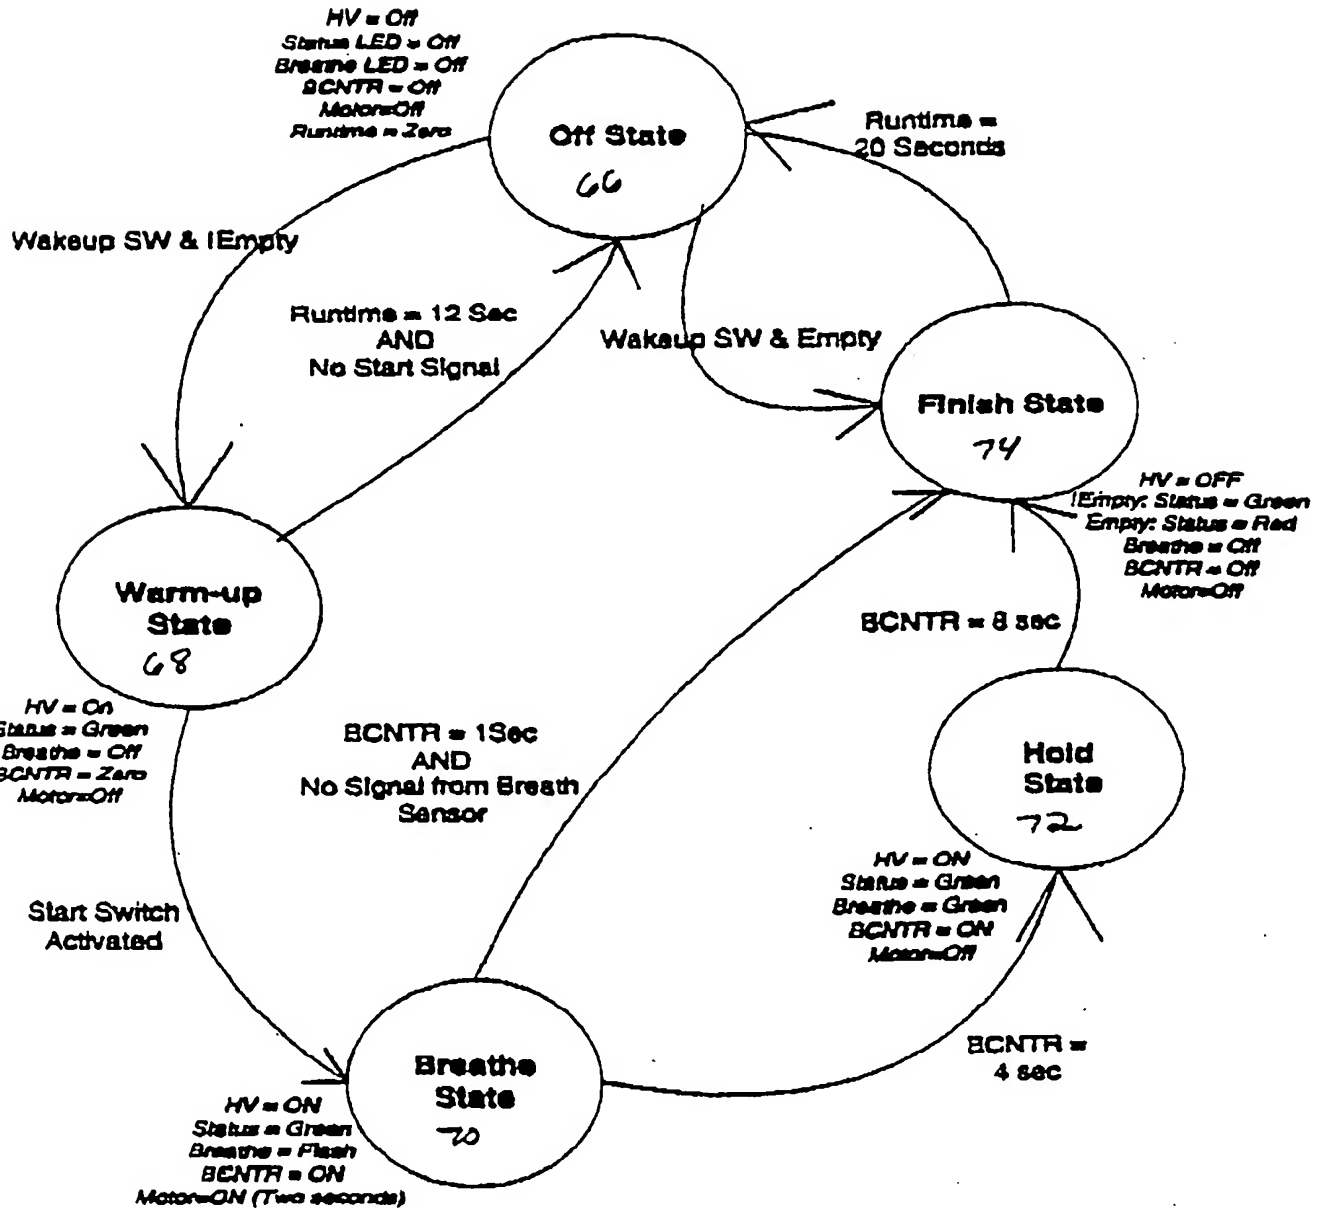 HV = Off
Status LED = Off
Breathe LED = Off
BCNTR = Off
Motor=Off
Runtime = Zero
Off State
66
Runtime =
20 Seconds
Wakeup SW & !Empty
Runtime = 12 Sec
AND
No Start Signal
Wakeup SW & Empty
Finish State
74
HV = OFF
!Empty: Status = Green
Empty: Status = Red
Breathe = Off
BCNTR = Off
Motor=Off
Warm-up
State
68
HV = On
Status = Green
Breathe = Off
BCNTR = Zero
Motor=Off
BCNTR = 8 sec
BCNTR = 1Sec
AND
No Signal from Breath
Sensor
Hold
State
72
HV = ON
Status = Green
Breathe = Green
BCNTR = ON
Motor=Off
Start Switch
Activated
BCNTR =
4 sec
Breathe
State
70
HV = ON
Status = Green
Breathe = Flash
BCNTR = ON
Motor=ON (Two seconds)